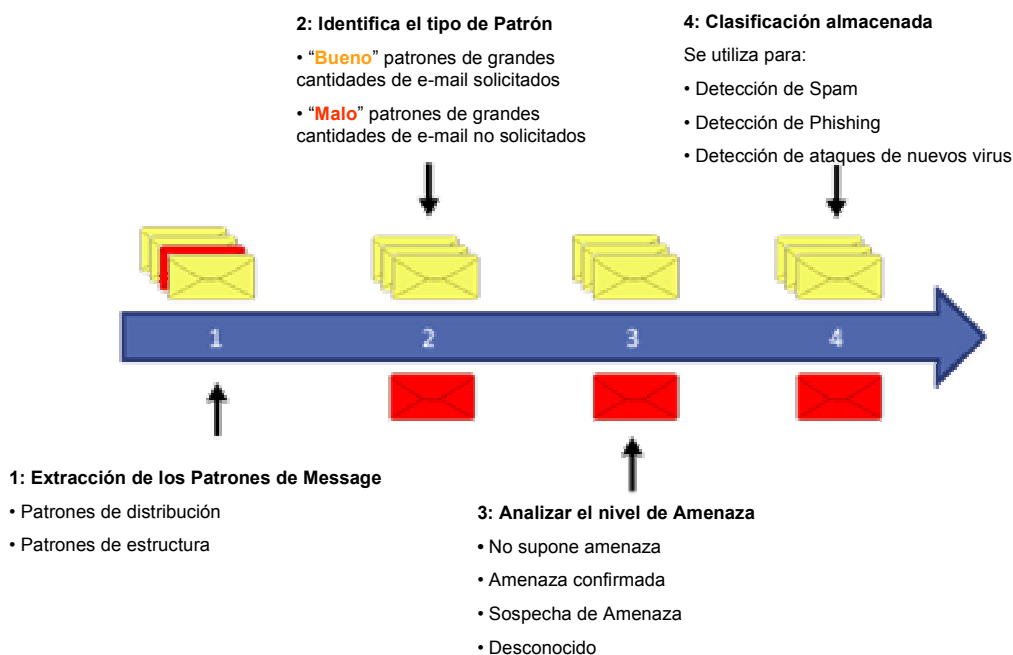 2: Identifica el tipo de Patrón
• “Bueno” patrones de grandes
cantidades de e-mail solicitados
• “Malo” patrones de grandes
cantidades de e-mail no solicitados
4: Clasificación almacenada
Se utiliza para:
• Detección de Spam
• Detección de Phishing
• Detección de ataques de nuevos virus
1
2
3
4
1: Extracción de los Patrones de Message
• Patrones de distribución
• Patrones de estructura
3: Analizar el nivel de Amenaza
• No supone amenaza
• Amenaza confirmada
• Sospecha de Amenaza
• Desconocido